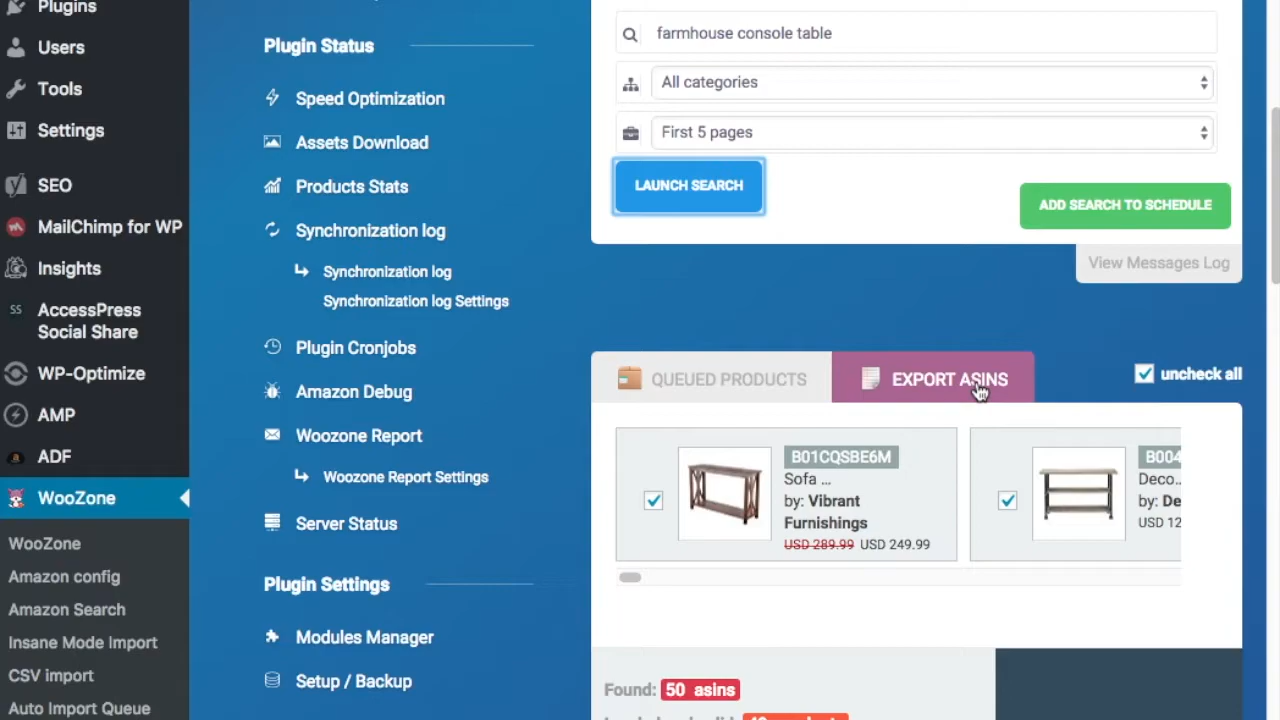 Plugins
Users
Tools
Settings
SEO
MailChimp for WP
Insights
SS
AccessPress
Social Share
WP-Optimize
AMP
ADF
WooZone
WooZone
Amazon config
Amazon Search
Insane Mode Import
CSV import
Auto Import Queue
Plugin Status
Speed Optimization
Assets Download
Products Stats
Synchronization log
Synchronization log
Synchronization log Settings
Plugin Cronjobs
Amazon Debug
Woozone Report
Woozone Report Settings
Server Status
Plugin Settings
Modules Manager
Setup / Backup
farmhouse console table
All categories
First 5 pages
LAUNCH SEARCH
ADD SEARCH TO SCHEDULE
View Messages Log
QUEUED PRODUCTS
EXPORT ASINS
uncheck all
B01CQSBE6M
Sofa ...
by: Vibrant
Furnishings
USD 289.99 USD 249.99
B004
Deco..
by: De
USD 12
Found: 50 asins